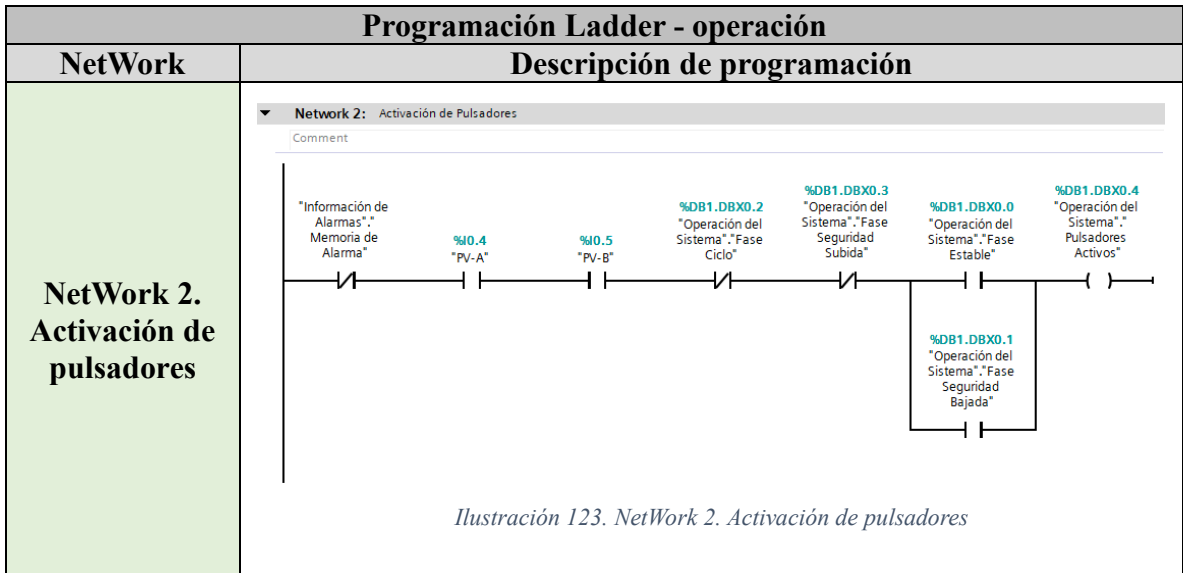 Programación Ladder - operación
NetWork
Descripción de programación
NetWork 2.
Activación de
pulsadores
Network 2: Activación de Pulsadores
Comment
"Información de
Alarmas"."
Memoria de
Alarma"
%I0.4
"PV-A"
%I0.5
"PV-B"
%DB1.DBX0.2
"Operación del
Sistema"."Fase
Ciclo"
%DB1.DBX0.3
"Operación del
Sistema"."Fase
Seguridad
Subida"
%DB1.DBX0.0
"Operación del
Sistema"."Fase
Estable"
%DB1.DBX0.4
"Operación del
Sistema"."
Pulsadores
Activos"
%DB1.DBX0.1
"Operación del
Sistema"."Fase
Seguridad
Bajada"
Ilustración 123. NetWork 2. Activación de pulsadores